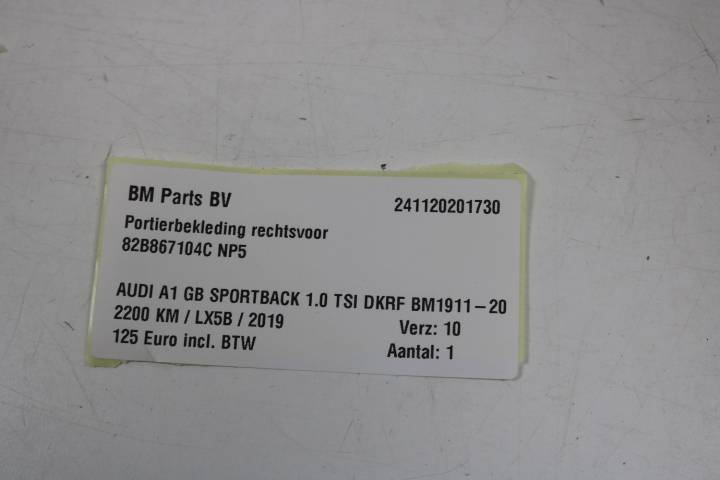 BM Parts BV 241120201730
Portierbekleding rechtsvoor
82B867104C NP5
AUDI A1 GB SPORTBACK 1.0 TSI DKRF BM1911-20
2200 KM / LX5B / 2019 Verz: 10
125 Euro incl. BTW Aantal: 1